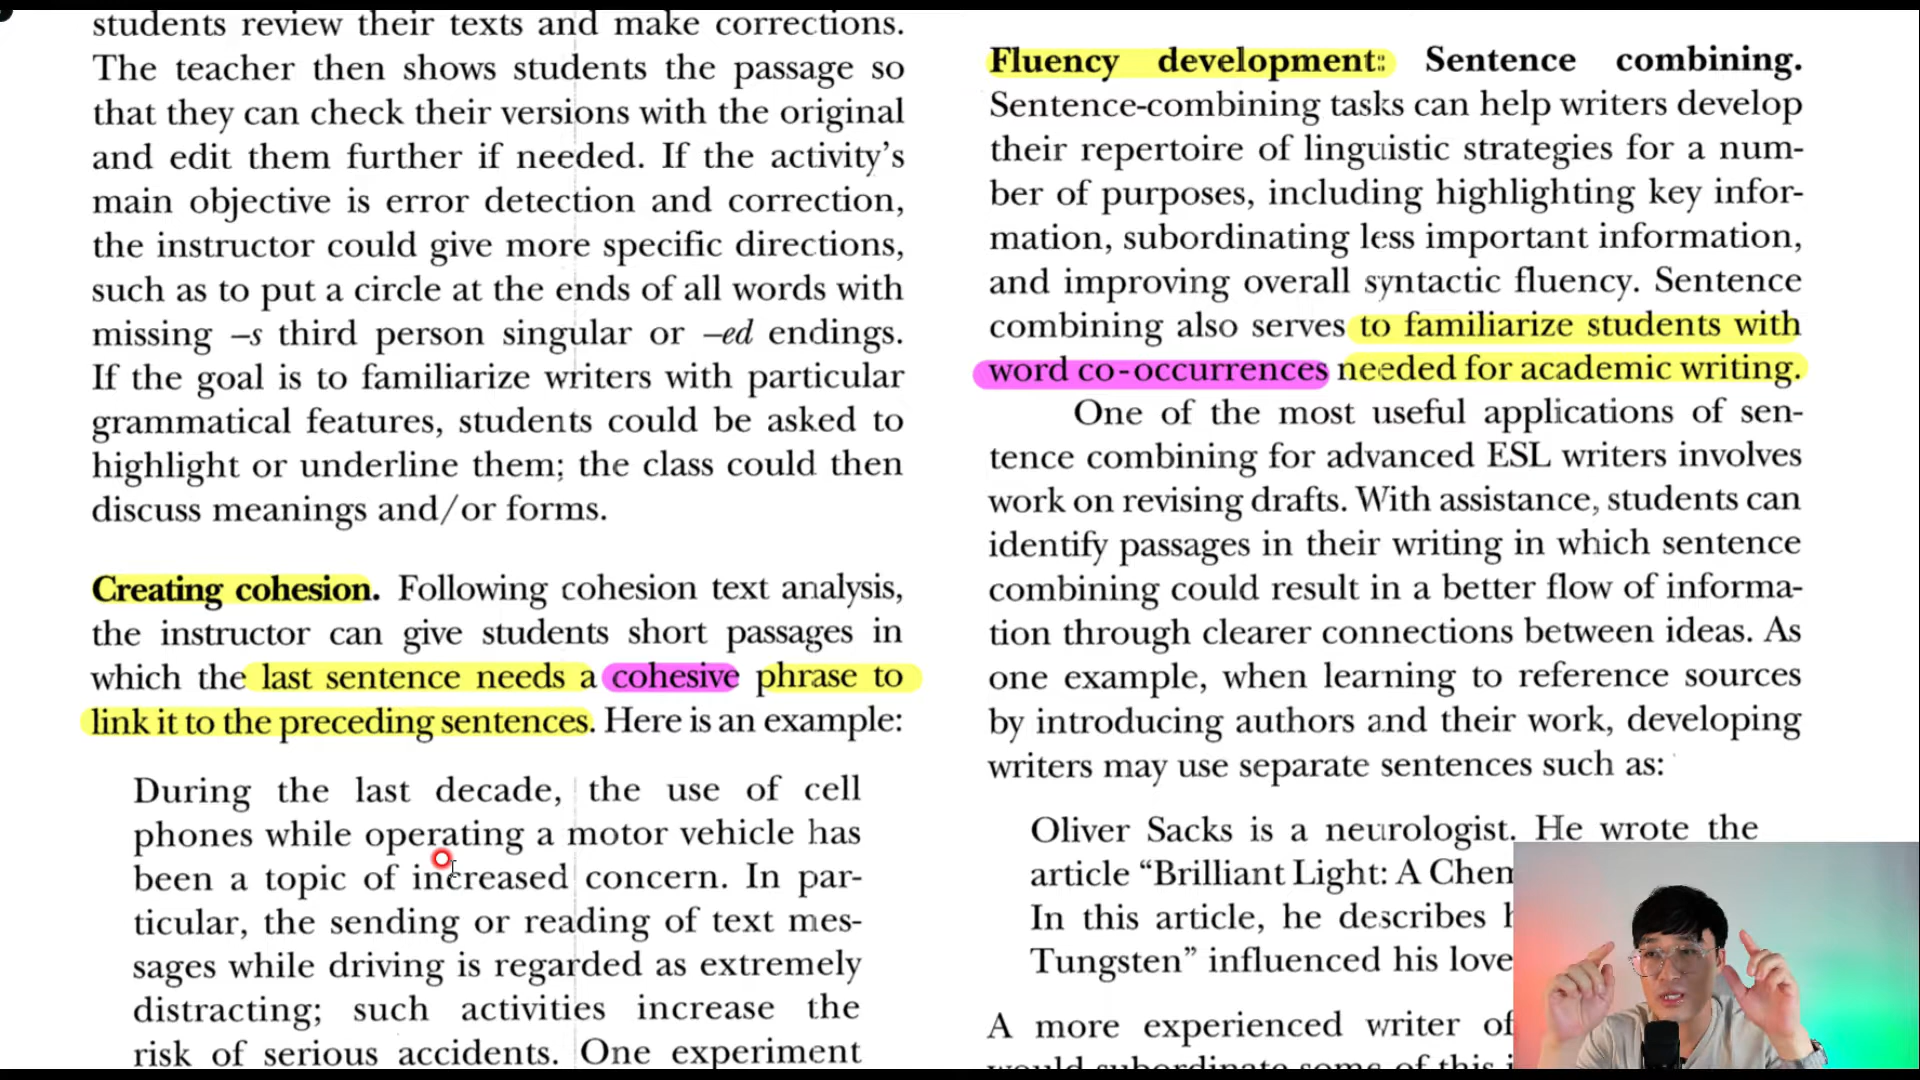 students review their texts and make corrections.
The teacher then shows students the passage so
that they can check their versions with the original
and edit them further if needed. If the activity’s
main objective is error detection and correction,
the instructor could give more specific directions,
such as to put a circle at the ends of all words with
missing –s third person singular or –ed endings.
If the goal is to familiarize writers with particular
grammatical features, students could be asked to
highlight or underline them; the class could then
discuss meanings and/or forms.
Creating cohesion. Following cohesion text analysis,
the instructor can give students short passages in
which the last sentence needs a cohesive phrase to
link it to the preceding sentences. Here is an example:
During the last decade, the use of cell
phones while operating a motor vehicle has
been a topic of increased concern. In par-
ticular, the sending or reading of text mes-
sages while driving is regarded as extremely
distracting; such activities increase the
risk of serious accidents. One experiment
Fluency development: Sentence combining.
Sentence-combining tasks can help writers develop
their repertoire of linguistic strategies for a num-
ber of purposes, including highlighting key infor-
mation, subordinating less important information,
and improving overall syntactic fluency. Sentence
combining also serves to familiarize students with
word co-occurrences needed for academic writing.
One of the most useful applications of sen-
tence combining for advanced ESL writers involves
work on revising drafts. With assistance, students can
identify passages in their writing in which sentence
combining could result in a better flow of informa-
tion through clearer connections between ideas. As
one example, when learning to reference sources
by introducing authors and their work, developing
writers may use separate sentences such as:
Oliver Sacks is a neurologist. He wrote the
article “Brilliant Light: A Chem
In this article, he describes
Tungsten” influenced his love
A more experienced writer of
would subordinate some of this